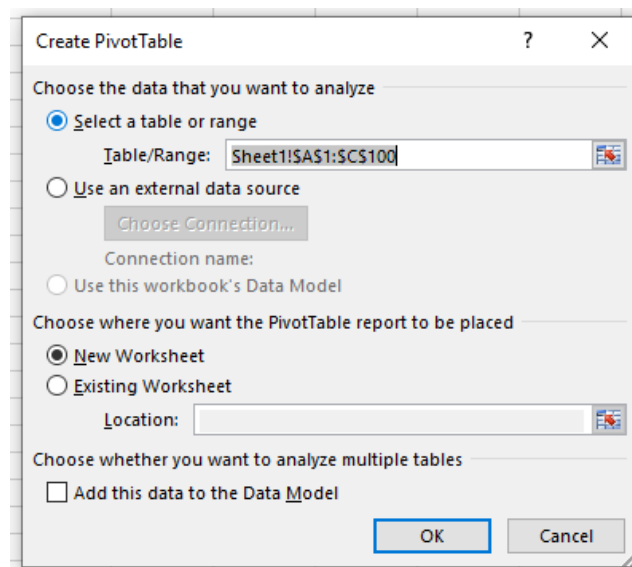 Create PivotTable ? ×
Choose the data that you want to analyze
Select a table or range
Table/Range: Sheet1!$A$1:$C$100
Use an external data source
Choose Connection...
Connection name:
Use this workbook's Data Model
Choose where you want the PivotTable report to be placed
New Worksheet
Existing Worksheet
Location:
Choose whether you want to analyze multiple tables
Add this data to the Data Model
OK Cancel